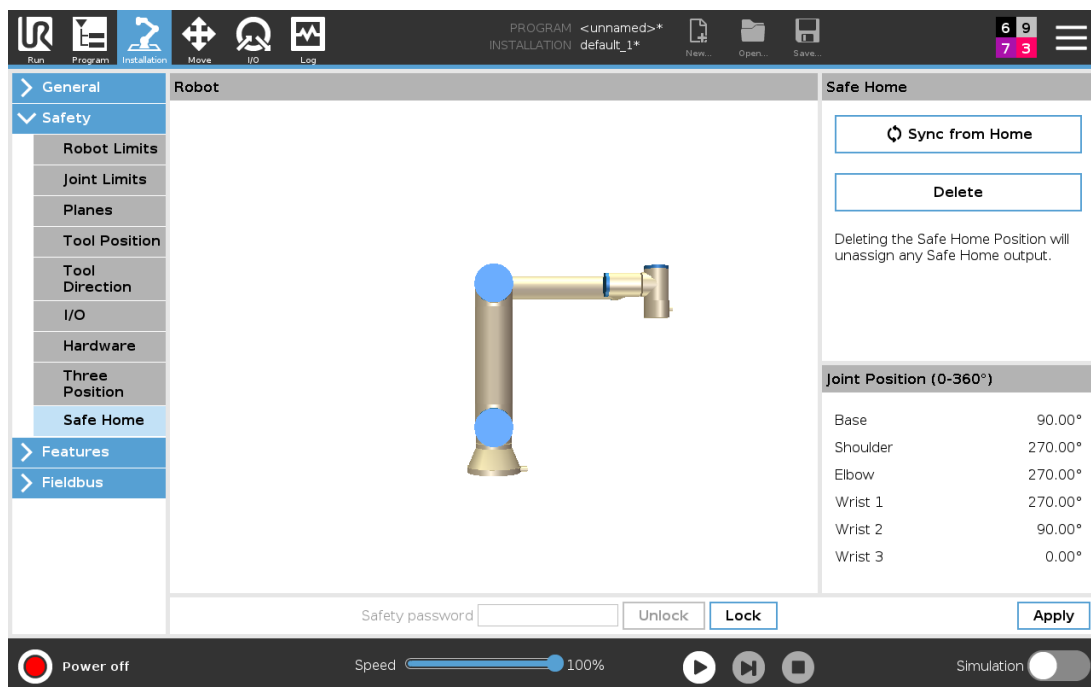 PROGRAM <unnamed>*
INSTALLATION default_1*
New... Open... Save...
6 9
7 3
Run Program Installation Move I/O Log
General
Safety
Robot Limits
Joint Limits
Planes
Tool Position
Tool
Direction
I/O
Hardware
Three
Position
Safe Home
Features
Fieldbus
Robot
Safe Home
Sync from Home
Delete
Deleting the Safe Home Position will
unassign any Safe Home output.
Joint Position (0-360°)
Base 90.00°
Shoulder 270.00°
Elbow 270.00°
Wrist 1 270.00°
Wrist 2 90.00°
Wrist 3 0.00°
Safety password Unlock Lock Apply
Power off Speed 100% Simulation